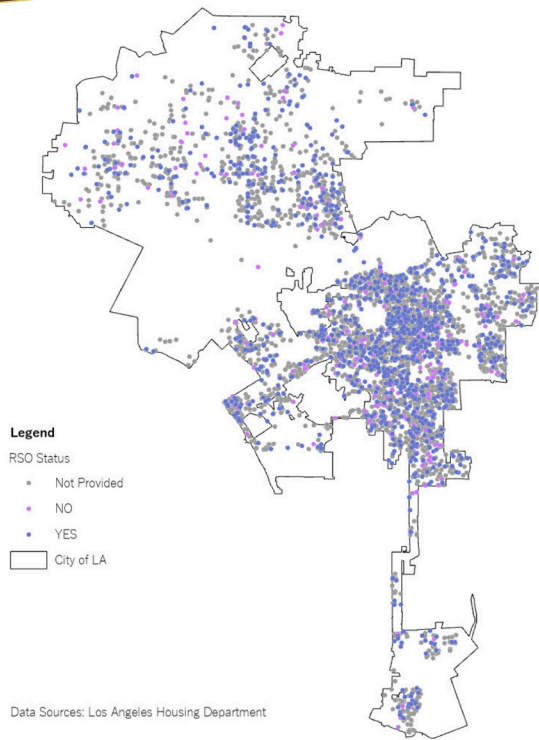 Legend
RSO Status
Not Provided
NO
YES
City of LA
Data Sources: Los Angeles Housing Department